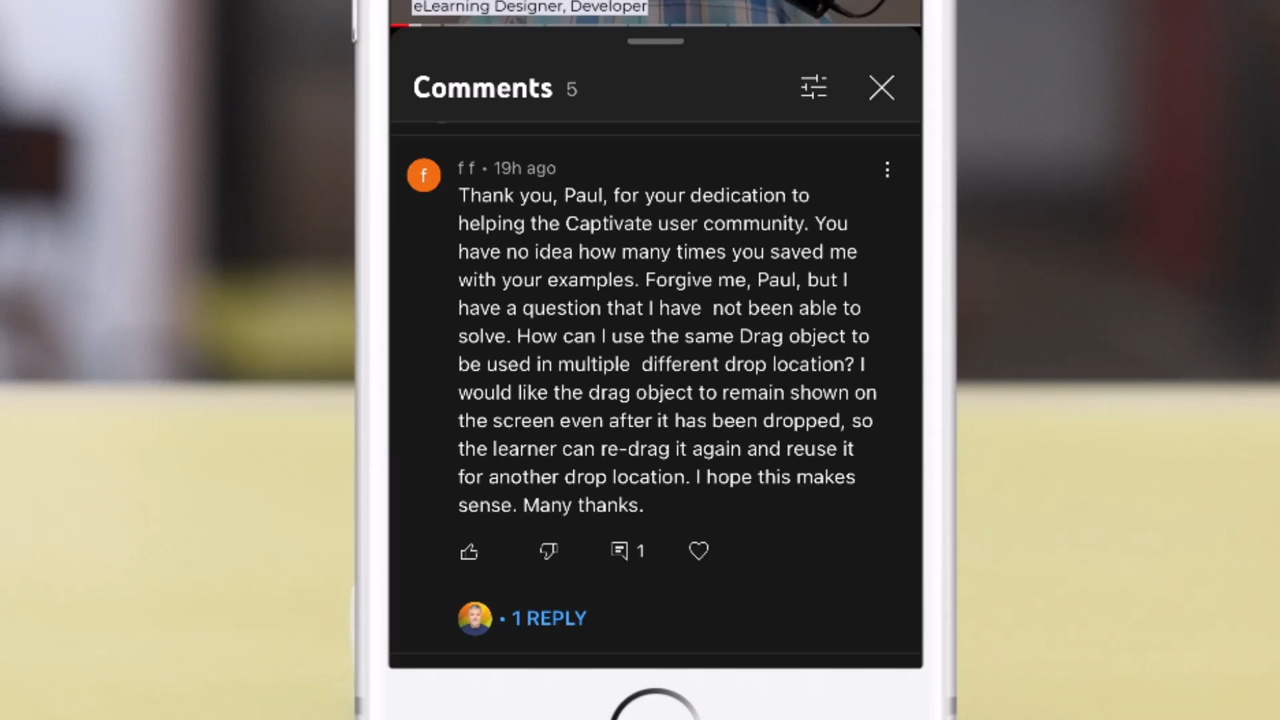 eLearning Designer, Developer
Comments 5
f f • 19h ago
f
Thank you, Paul, for your dedication to
helping the Captivate user community. You
have no idea how many times you saved me
with your examples. Forgive me, Paul, but I
have a question that I have  not been able to
solve. How can I use the same Drag object to
be used in multiple  different drop location? I
would like the drag object to remain shown on
the screen even after it has been dropped, so
the learner can re-drag it again and reuse it
for another drop location. I hope this makes
sense. Many thanks.
1
• 1 REPLY